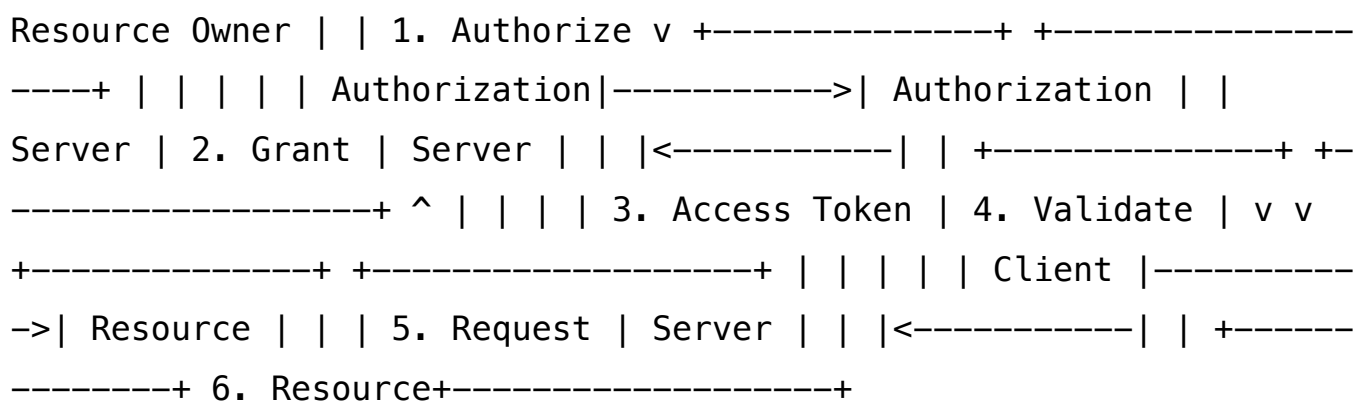 Resource Owner | | 1. Authorize v +--------------+ +---------------
----+ | | | | | Authorization|----------->| Authorization | |
Server | 2. Grant | Server | | |<-----------| | +--------------+ +-
------------------+ ^ | | | | 3. Access Token | 4. Validate | v v
+--------------+ +-------------------+ | | | | | Client |----------
->| Resource | | | 5. Request | Server | | |<-----------| | +------
--------+ 6. Resource+-------------------+